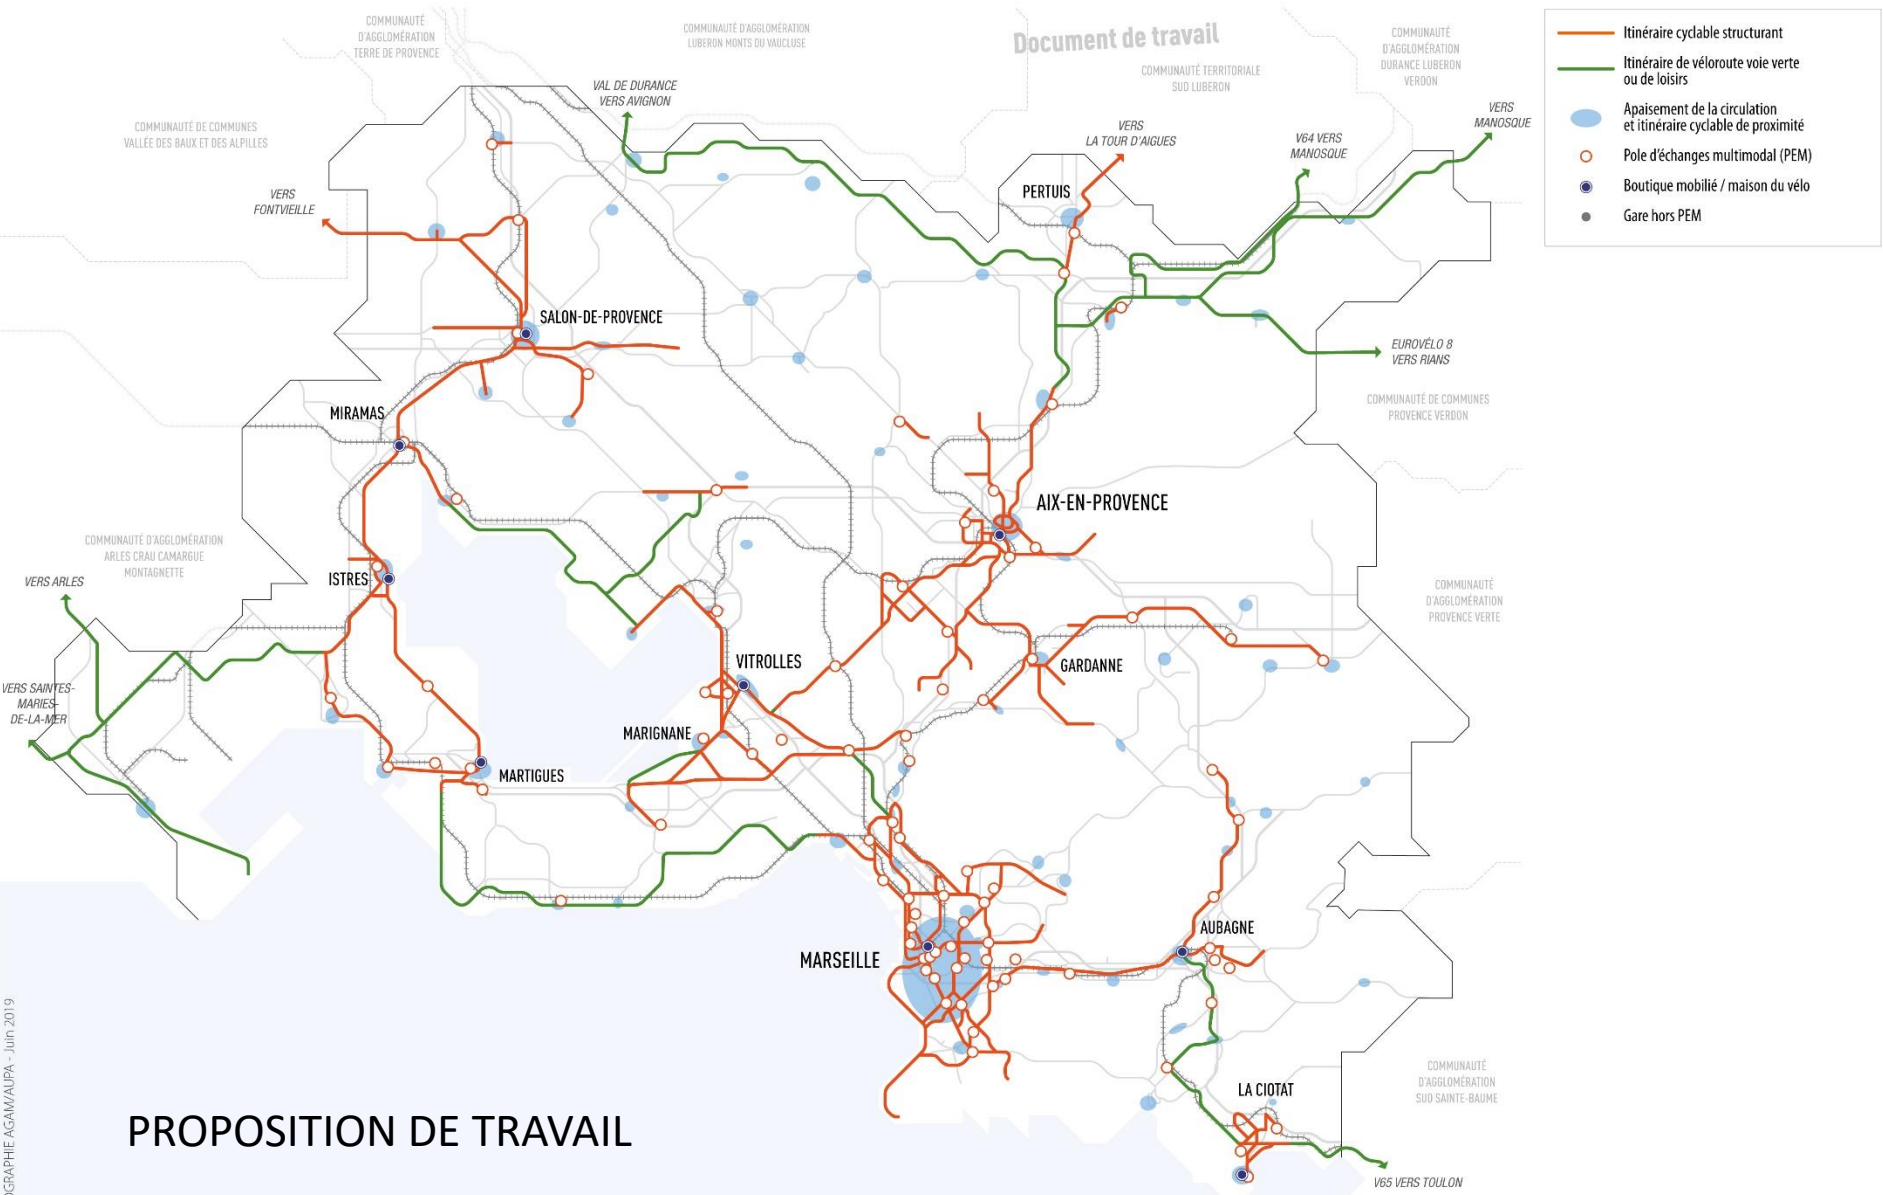 COMMUNAUTÉ
D'AGGLOMÉRATION
TERRE DE PROVENCE
COMMUNAUTÉ D'AGGLOMÉRATION
LUBERON MONTS DU VAUCLUSE
Document de travail
COMMUNAUTÉ TERRITORIALE
SUD LUBERON
COMMUNAUTÉ
D'AGGLOMÉRATION
DURANCE LUBERON
VERDON
Itinéraire cyclable structurant
Itinéraire de véloroute voie verte
ou de loisirs
Apaisement de la circulation
et itinéraire cyclable de proximité
Pole d'échanges multimodal (PEM)
Boutique mobilié / maison du vélo
Gare hors PEM
VAL DE DURANCE
VERS AVIGNON
COMMUNAUTÉ DE COMMUNES
VALLÉE DES BAUX ET DES ALPILLES
VERS
LA TOUR D'AIGUES
V64 VERS
MANOSQUE
VERS
MANOSQUE
VERS
FONTVIEILLE
PERTUIS
SALON-DE-PROVENCE
EUROVÉLO 8
VERS RIANS
MIRAMAS
COMMUNAUTÉ DE COMMUNES
PROVENCE VERDON
AIX-EN-PROVENCE
COMMUNAUTÉ D'AGGLOMÉRATION
ARLES CRAU CAMARGUE
MONTAGNETTE
VERS ARLES
ISTRES
COMMUNAUTÉ
D'AGGLOMÉRATION
PROVENCE VERTE
VITROLLES
GARDANNE
VERS SAINTES-
MARIES-
DE-LA-MER
MARIGNANE
MARTIGUES
MARSEILLE
AUBAGNE
LA CIOTAT
COMMUNAUTÉ
D'AGGLOMÉRATION
SUD SAINTE-BAUME
V65 VERS TOULON
PROPOSITION DE TRAVAIL
OGRAPHIE AGAM/AUPA - Juin 2019